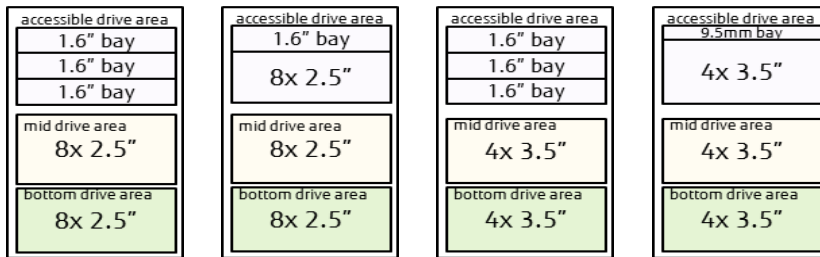 accessible drive area
1.6” bay
1.6” bay
1.6” bay
mid drive area
8x 2.5”
bottom drive area
8x 2.5”
accessible drive area
1.6” bay
8x 2.5”
mid drive area
8x 2.5”
bottom drive area
8x 2.5”
accessible drive area
1.6” bay
1.6” bay
1.6” bay
mid drive area
4x 3.5”
bottom drive area
4x 3.5”
accessible drive area
9.5mm bay
4x 3.5”
mid drive area
4x 3.5”
bottom drive area
4x 3.5”